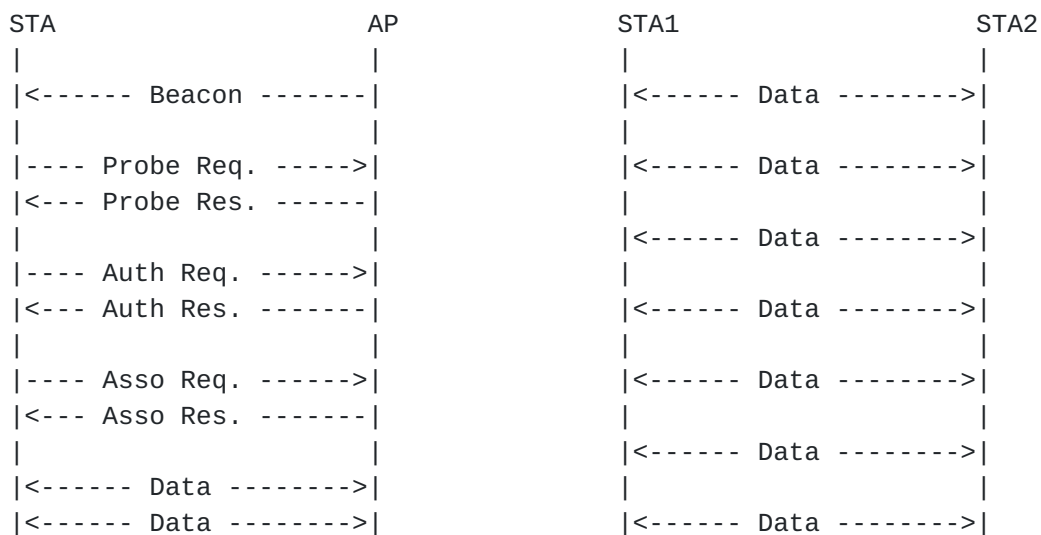 STA                    AP              STA1                   STA2
|                      |               |                      |
|<------ Beacon -------|               |<------ Data -------->|
|                      |               |                      |
|---- Probe Req. ----->|               |<------ Data -------->|
|<--- Probe Res. ------|               |                      |
|                      |               |<------ Data -------->|
|---- Auth Req. ------>|               |                      |
|<--- Auth Res. -------|               |<------ Data -------->|
|                      |               |                      |
|---- Asso Req. ------>|               |<------ Data -------->|
|<--- Asso Res. -------|               |                      |
|                      |               |<------ Data -------->|
|<------ Data -------->|               |                      |
|<------ Data -------->|               |<------ Data -------->|